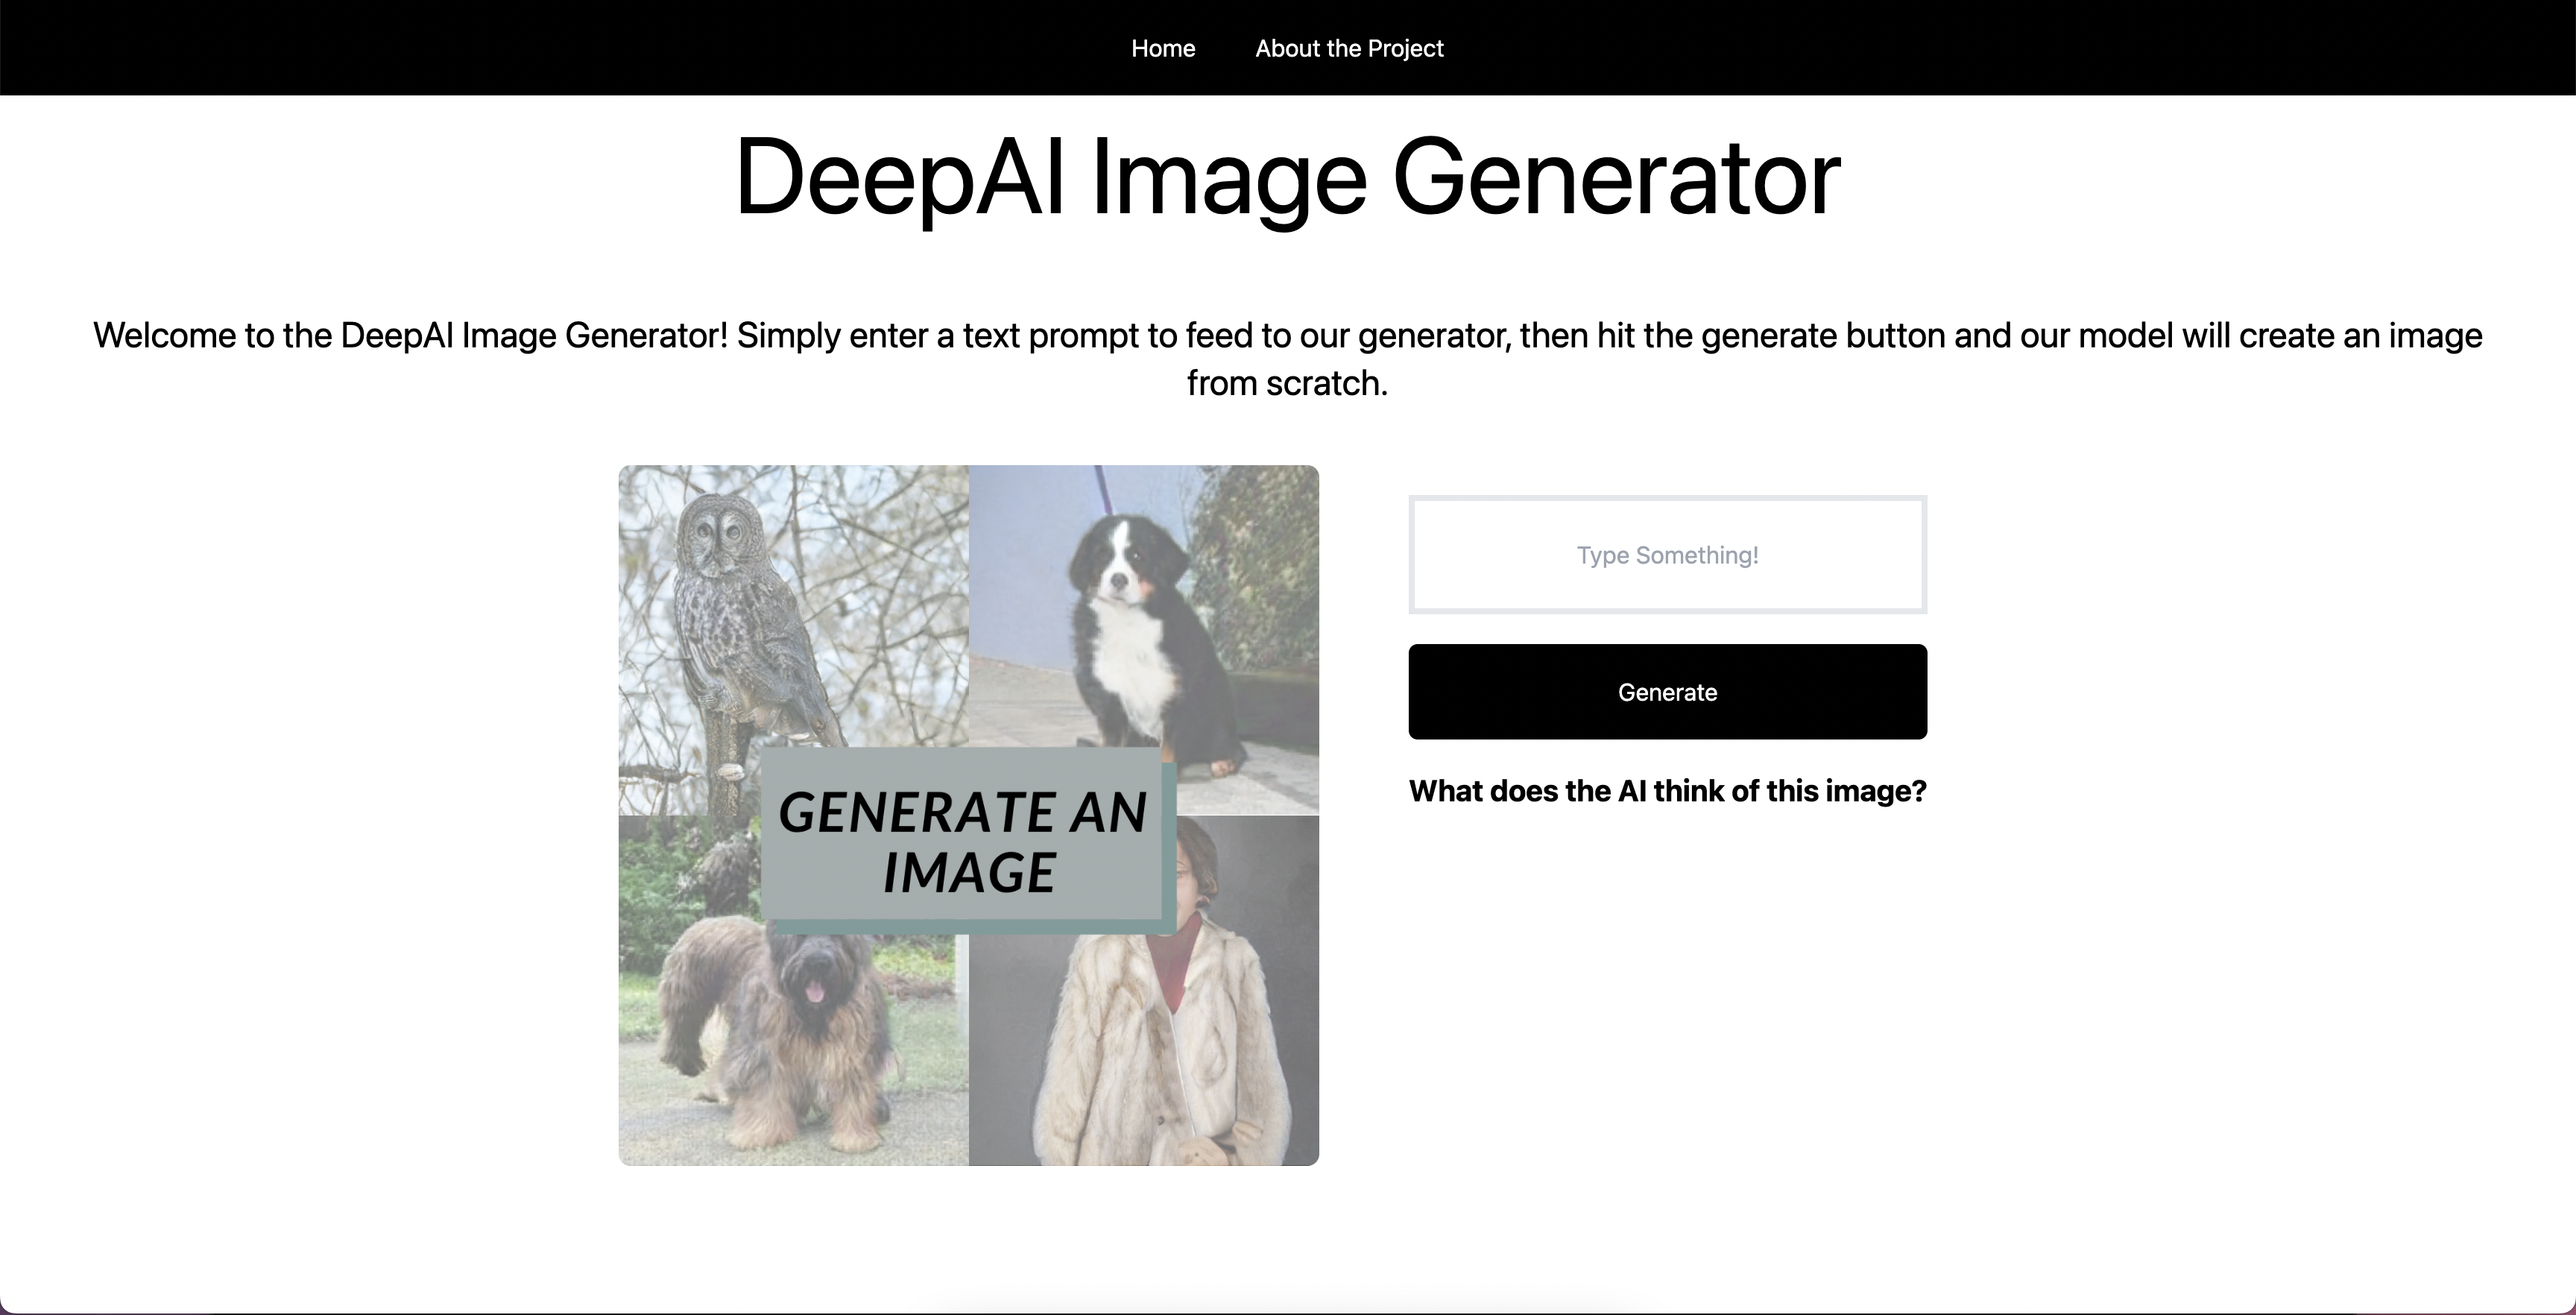 Home About the Project
DeepAI Image Generator
Welcome to the DeepAI Image Generator! Simply enter a text prompt to feed to our generator, then hit the generate button and our model will create an image
from scratch.
Type Something!
Generate
What does the AI think of this image?
GENERATE AN
IMAGE